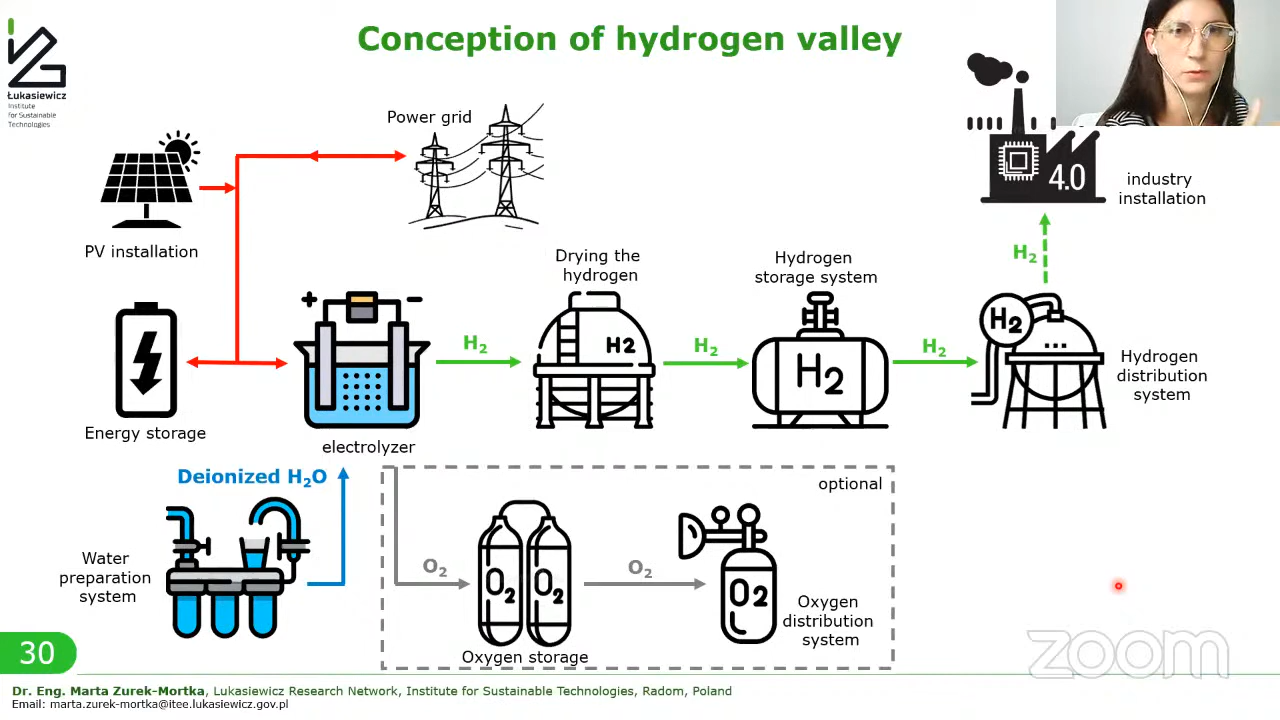 Conception of hydrogen valley
Łukasiewicz
Institute
for Sustainable
Technologies
Power grid
PV installation
4.0
industry
installation
H₂
Drying the
hydrogen
Hydrogen
storage system
+
−
H₂
H2
H₂
H₂
H₂
H₂
Hydrogen
distribution
system
Energy storage
electrolyzer
Deionized H₂O
optional
Water
preparation
system
O₂
O₂
O₂
O₂
O₂
Oxygen
distribution
system
Oxygen storage
30
zoom
Dr. Eng. Marta Zurek-Mortka, Lukasiewicz Research Network, Institute for Sustainable Technologies, Radom, Poland
Email: marta.zurek-mortka@itee.lukasiewicz.gov.pl